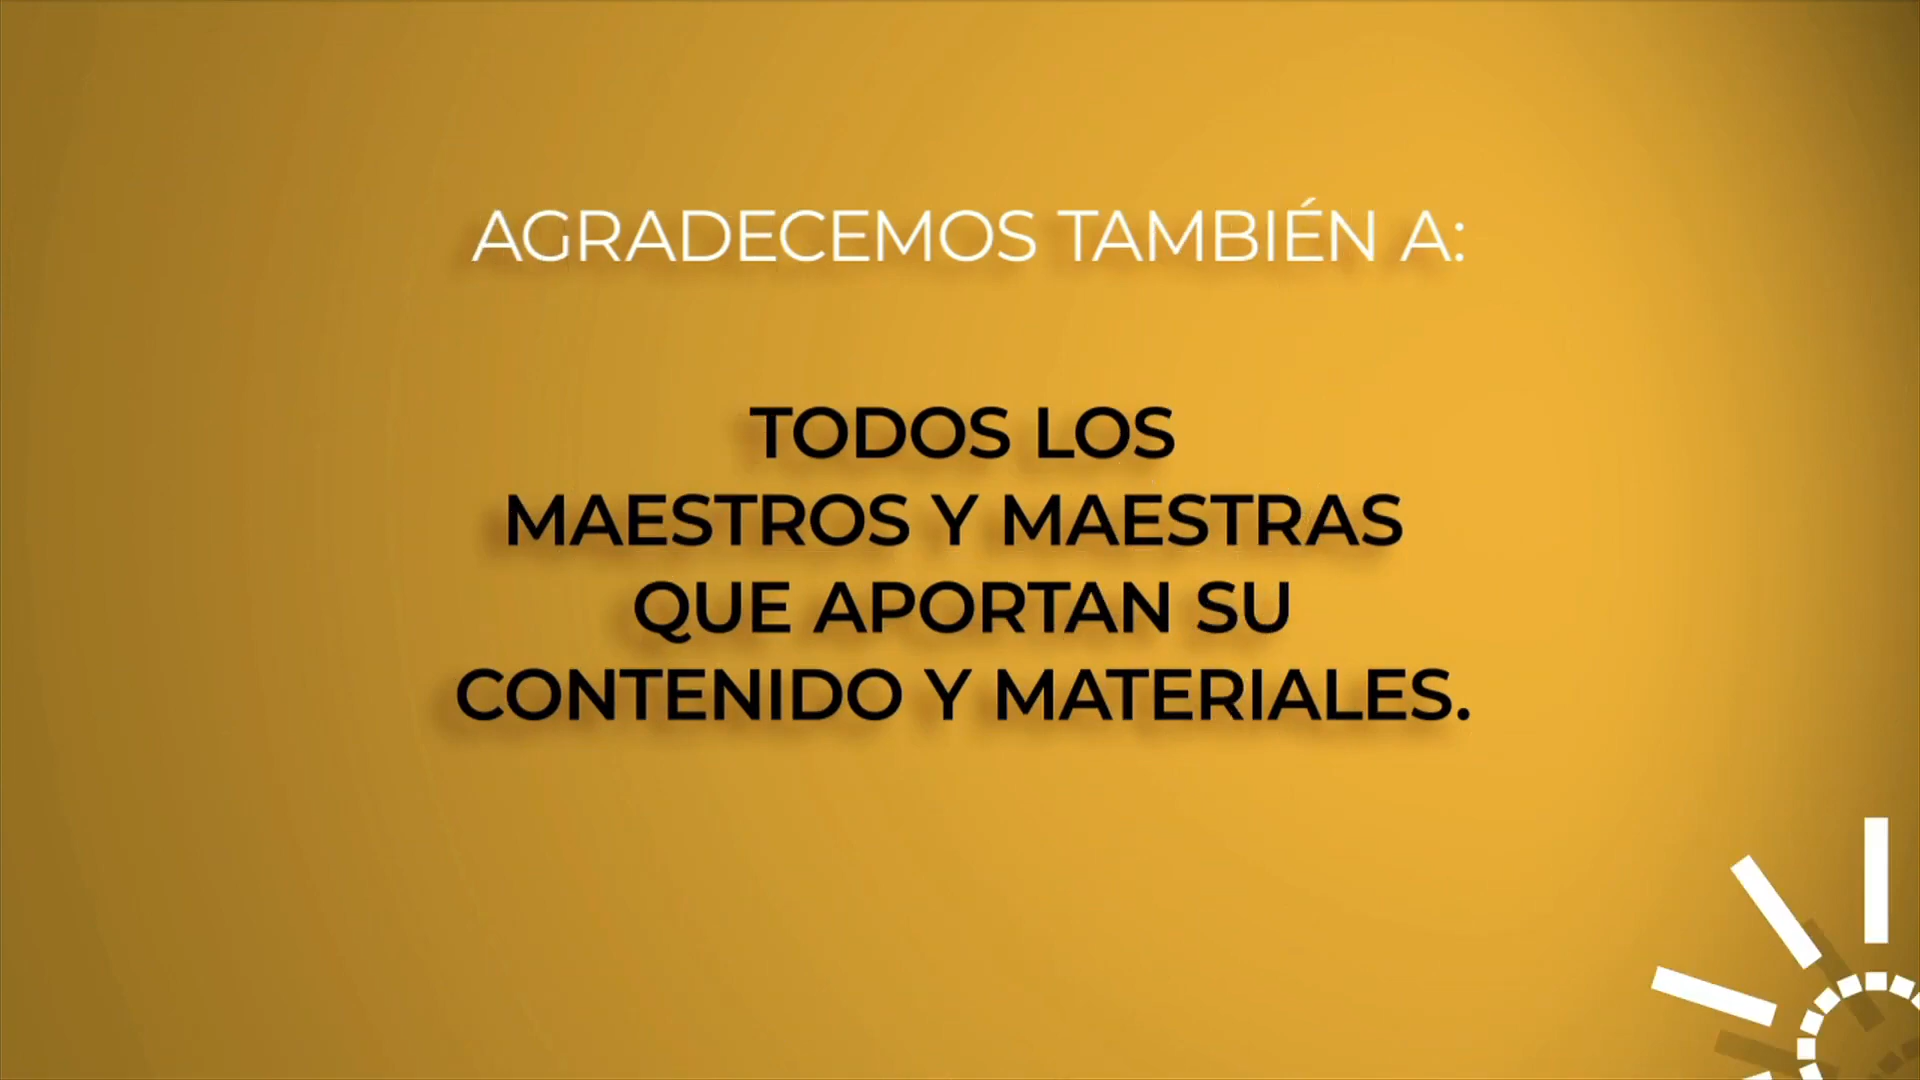 AGRADECEMOS TAMBIÉN A:
TODOS LOS
MAESTROS Y MAESTRAS
QUE APORTAN SU
CONTENIDO Y MATERIALES.